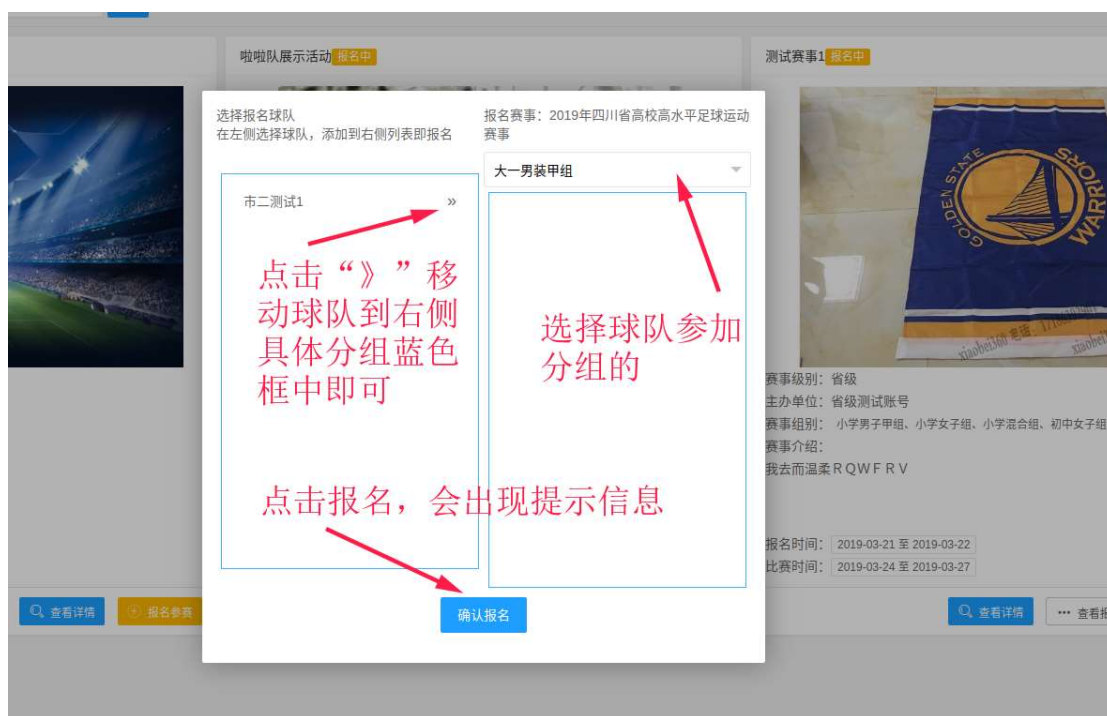 啦啦队展示活动 报名中
测试赛事1 报名中
选择报名球队
在左侧选择球队，添加到右侧列表即报名
报名赛事：2019年四川省高校高水平足球运动
赛事
大一男装甲组
市二测试1 »
点击“》”移
动球队到右侧
具体分组蓝色
框中即可
选择球队参加
分组的
点击报名，会出现提示信息
确认报名
GOLDEN STATE
WARRIORS
赛事级别：省级
主办单位：省级测试账号
赛事组别：小学男子甲组、小学女子组、小学混合组、初中女子组
赛事介绍：
我去而温柔ＲＱＷＦＲＶ
报名时间：2019-03-21 至 2019-03-22
比赛时间：2019-03-24 至 2019-03-27
查看详情
报名参赛
查看详情
查看报